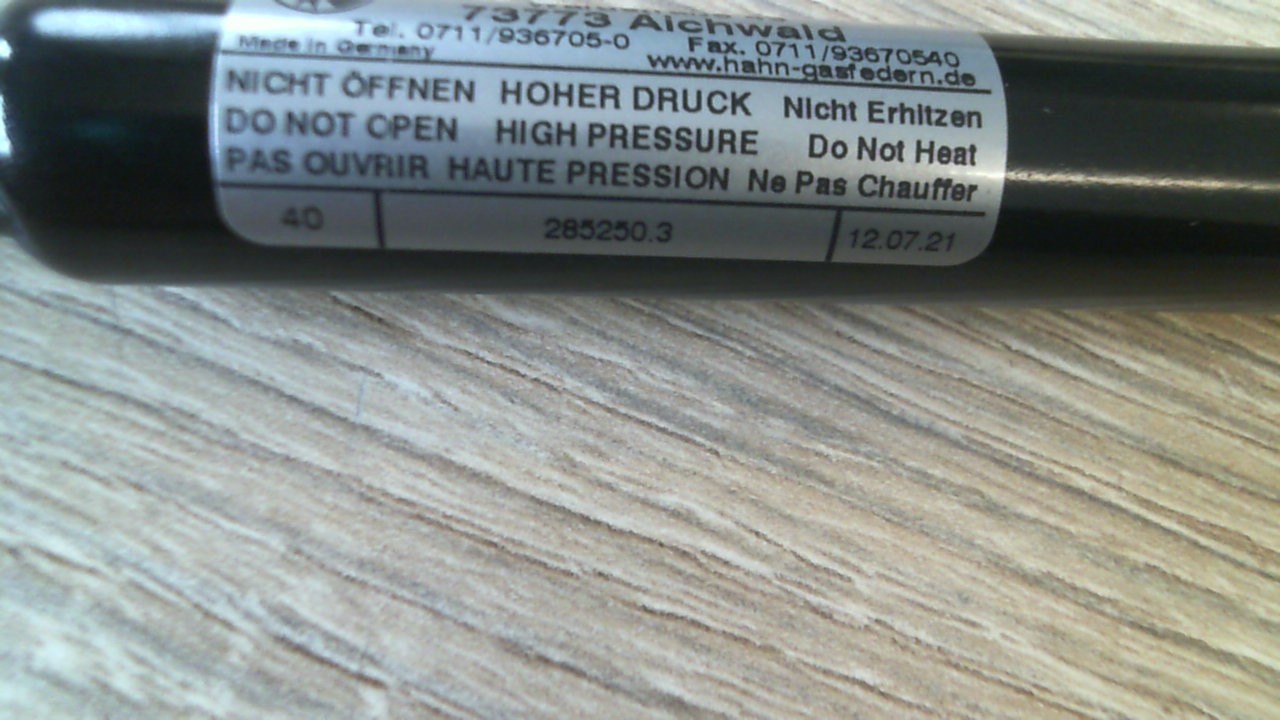 73773 Aichwald
Tel. 0711/936705-0 Fax. 0711/93670540
Made in Germany www.hahn-gasfedern.de
NICHT ÖFFNEN HOHER DRUCK Nicht Erhitzen
DO NOT OPEN HIGH PRESSURE Do Not Heat
PAS OUVRIR HAUTE PRESSION Ne Pas Chauffer
40 285250.3 12.07.21